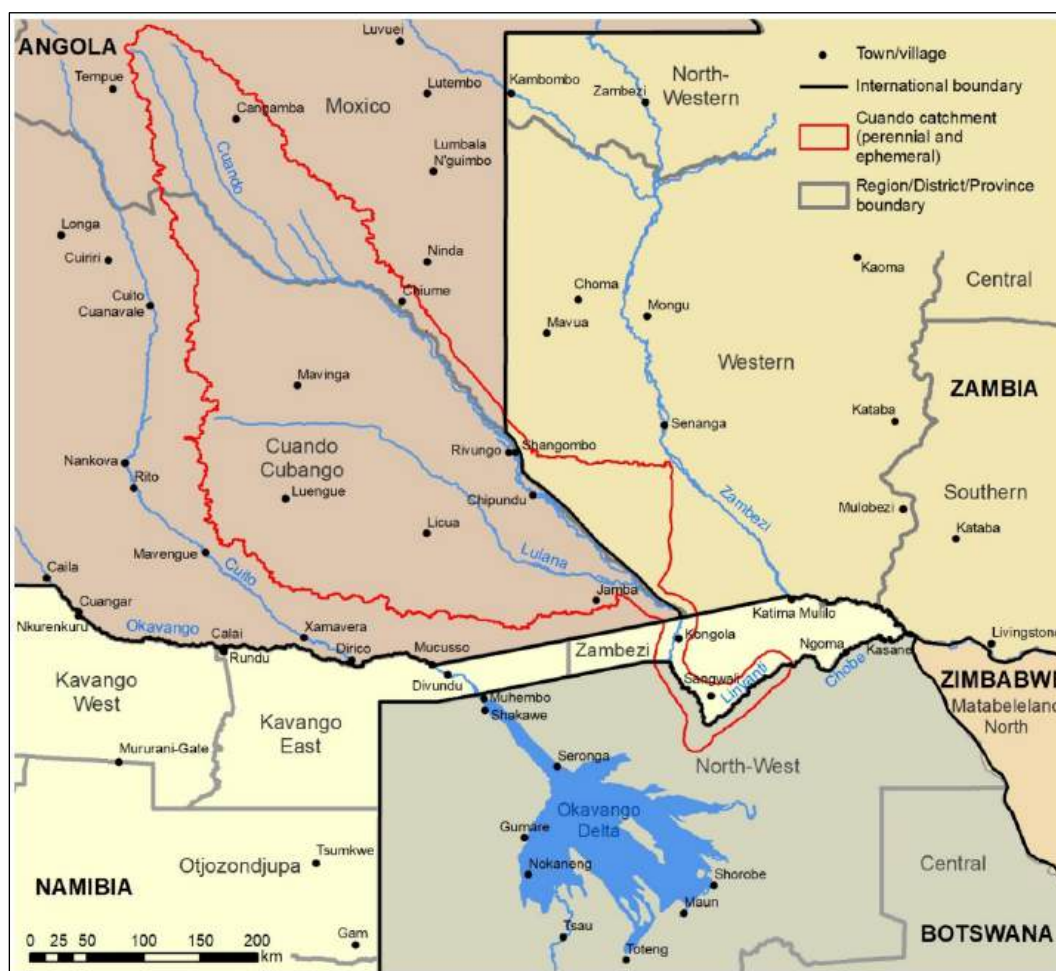 ANGOLA
Luvuei
Town/village
Tempue
Moxico
Lutembo
Kambombo
Zambezi
North-
Western
International boundary
Cangamba
Cuando catchment
(perennial and
ephemeral)
Cuando
Lumbala
N'guimbo
Region/District/Province
boundary
Longa
Cuiriri
Ninda
Kaoma
Cuito
Cuanavale
Chiume
Choma
Mongu
Central
Mavua
Mavinga
Western
ZAMBIA
Cuando
Cubango
Senanga
Kataba
Nankova
Rivungo
Shangombo
Rito
Luengue
Chipundu
Zambezi
Southern
Mulobezi
Licua
Kataba
Mavengue
Luiana
Caila
Cuito
Jamba
Cuangar
Katima Mulilo
Nkurenkuru
Okavango
Calai
Xamavera
Kongola
Rundu
Dirico
Mucusso
Zambezi
Ngoma
Kasane
Livingstone
Kavango
West
Divundu
Sangwali
Linyanti
Chobe
ZIMBABWE
Matabeleland
North
Kavango
East
Muhembo
Shakawe
Mururani-Gate
Seronga
North-West
Okavango
Delta
Gumare
Tsumkwe
Otjozondjupa
Nokaneng
Shorobe
Central
NAMIBIA
Maun
Gam
Tsau
BOTSWANA
Toteng
0 25 50 100 150 200
km